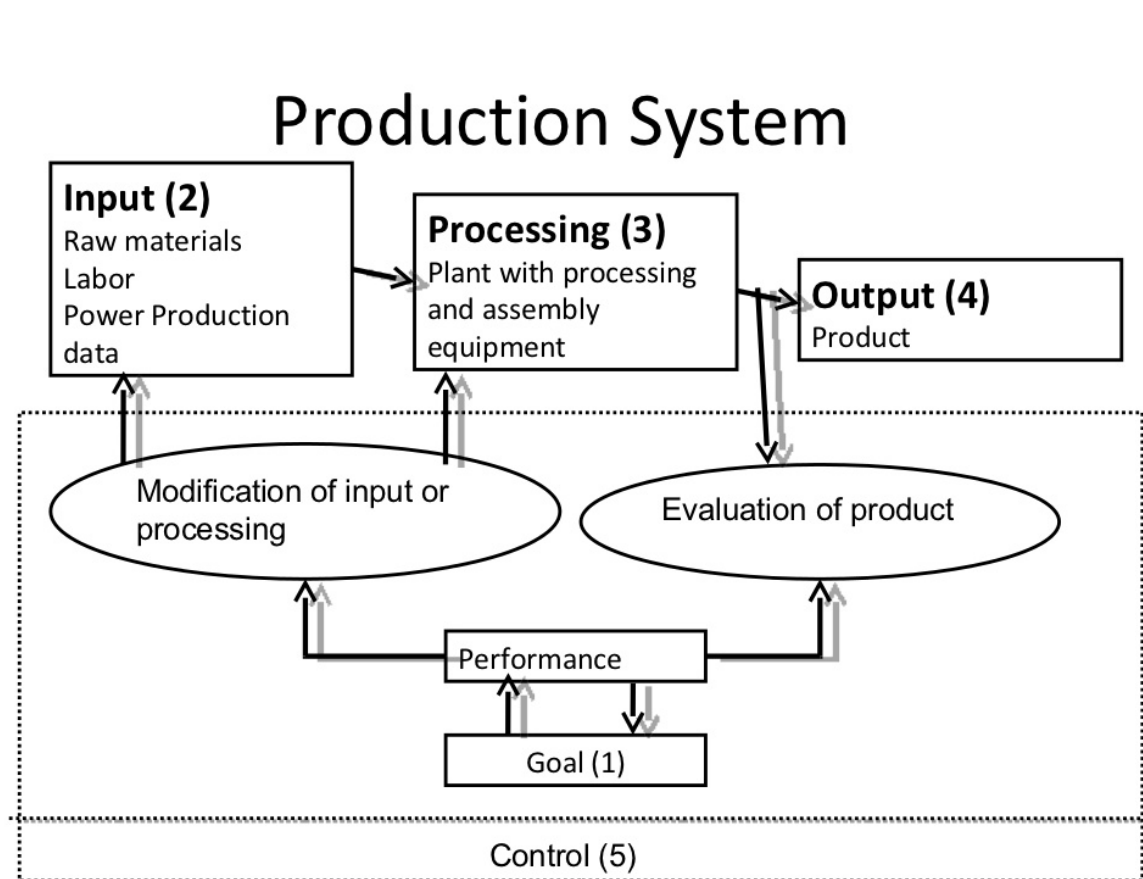 Production System
Input (2)
Raw materials
Labor
Power Production
data
Processing (3)
Plant with processing
and assembly
equipment
Output (4)
Product
Modification of input or
processing
Evaluation of product
Performance
Goal (1)
Control (5)